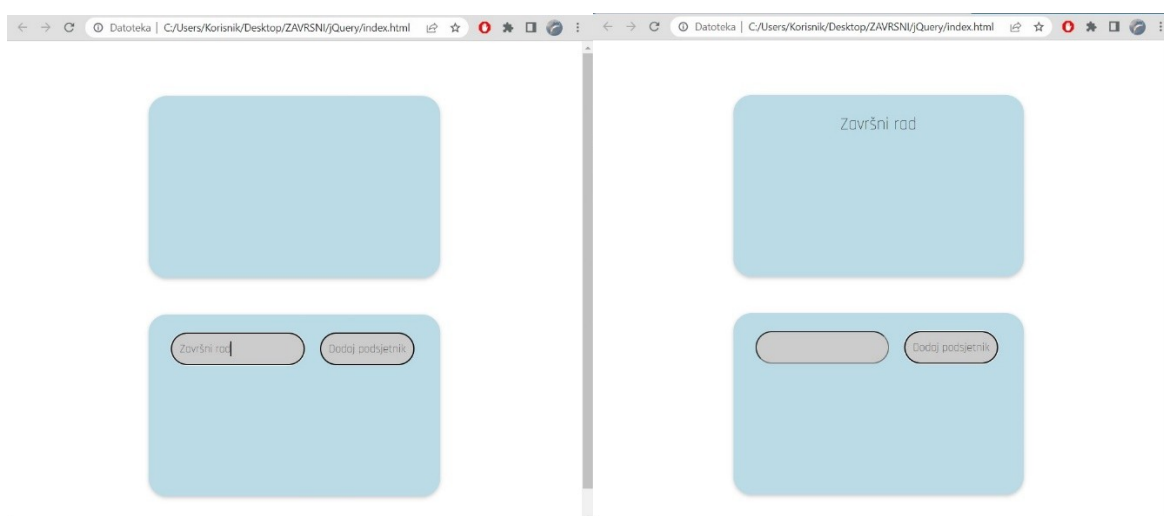 Datoteka | C:/Users/Korisnik/Desktop/ZAVRSNI/jQuery/index.html
Završni rad
Dodaj podsjetnik
Datoteka | C:/Users/Korisnik/Desktop/ZAVRSNI/jQuery/index.html
Završni rad
Dodaj podsjetnik